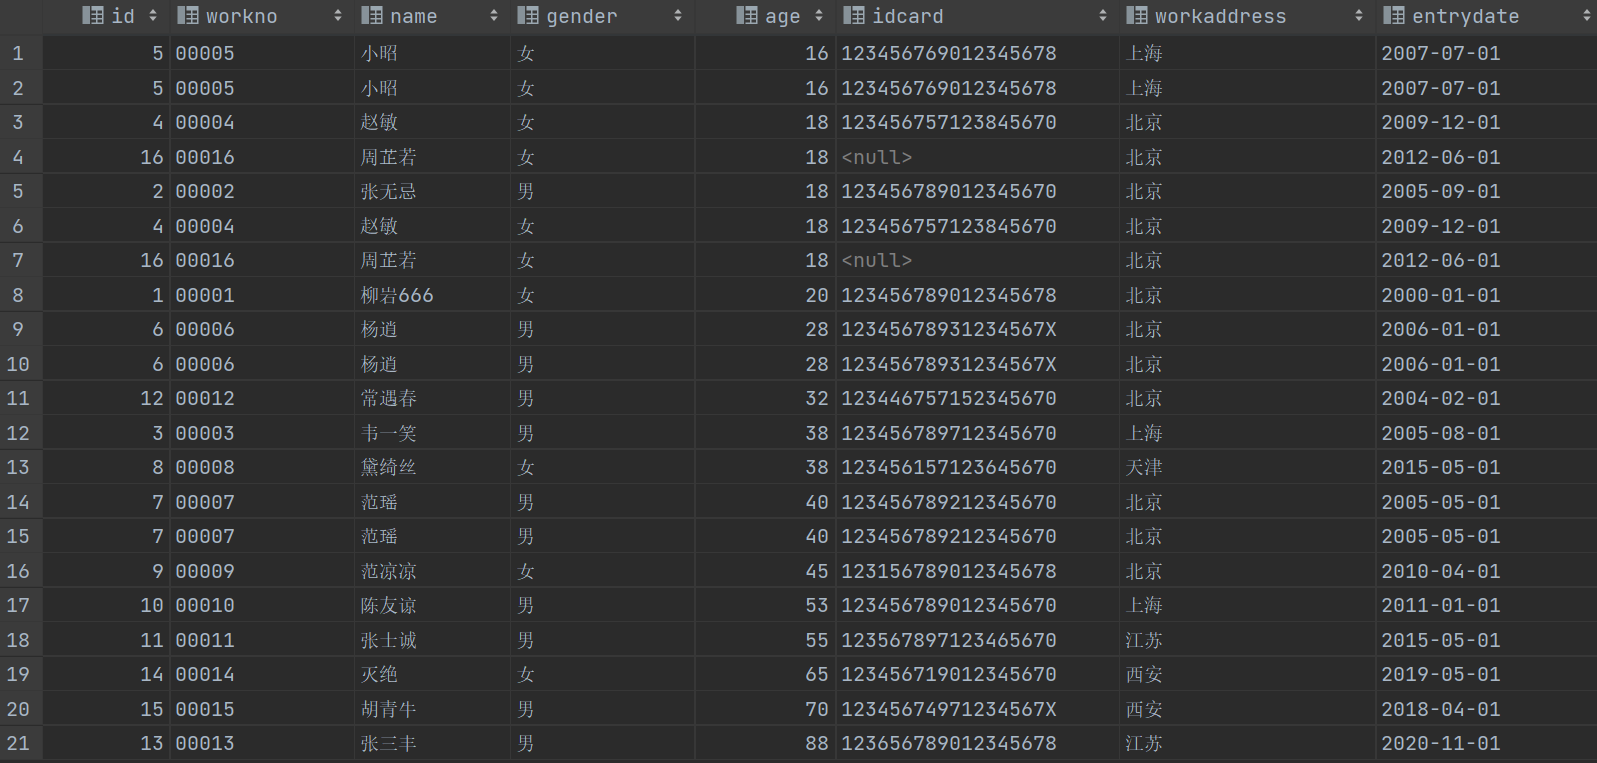 id workno name gender age idcard workaddress entrydate
1 5 00005 小昭 女 16 123456769012345678 上海 2007-07-01
2 5 00005 小昭 女 16 123456769012345678 上海 2007-07-01
3 4 00004 赵敏 女 18 123456757123845670 北京 2009-12-01
4 16 00016 周芷若 女 18 <null> 北京 2012-06-01
5 2 00002 张无忌 男 18 123456789012345670 北京 2005-09-01
6 4 00004 赵敏 女 18 123456757123845670 北京 2009-12-01
7 16 00016 周芷若 女 18 <null> 北京 2012-06-01
8 1 00001 柳岩666 女 20 123456789012345678 北京 2000-01-01
9 6 00006 杨逍 男 28 12345678931234567X 北京 2006-01-01
10 6 00006 杨逍 男 28 12345678931234567X 北京 2006-01-01
11 12 00012 常遇春 男 32 123446757152345670 北京 2004-02-01
12 3 00003 韦一笑 男 38 123456789712345670 上海 2005-08-01
13 8 00008 黛绮丝 女 38 123456157123645670 天津 2015-05-01
14 7 00007 范瑶 男 40 123456789212345670 北京 2005-05-01
15 7 00007 范瑶 男 40 123456789212345670 北京 2005-05-01
16 9 00009 范凉凉 女 45 123156789012345678 北京 2010-04-01
17 10 00010 陈友谅 男 53 123456789012345670 上海 2011-01-01
18 11 00011 张士诚 男 55 123567897123465670 江苏 2015-05-01
19 14 00014 灭绝 女 65 123456719012345670 西安 2019-05-01
20 15 00015 胡青牛 男 70 12345674971234567X 西安 2018-04-01
21 13 00013 张三丰 男 88 123656789012345678 江苏 2020-11-01